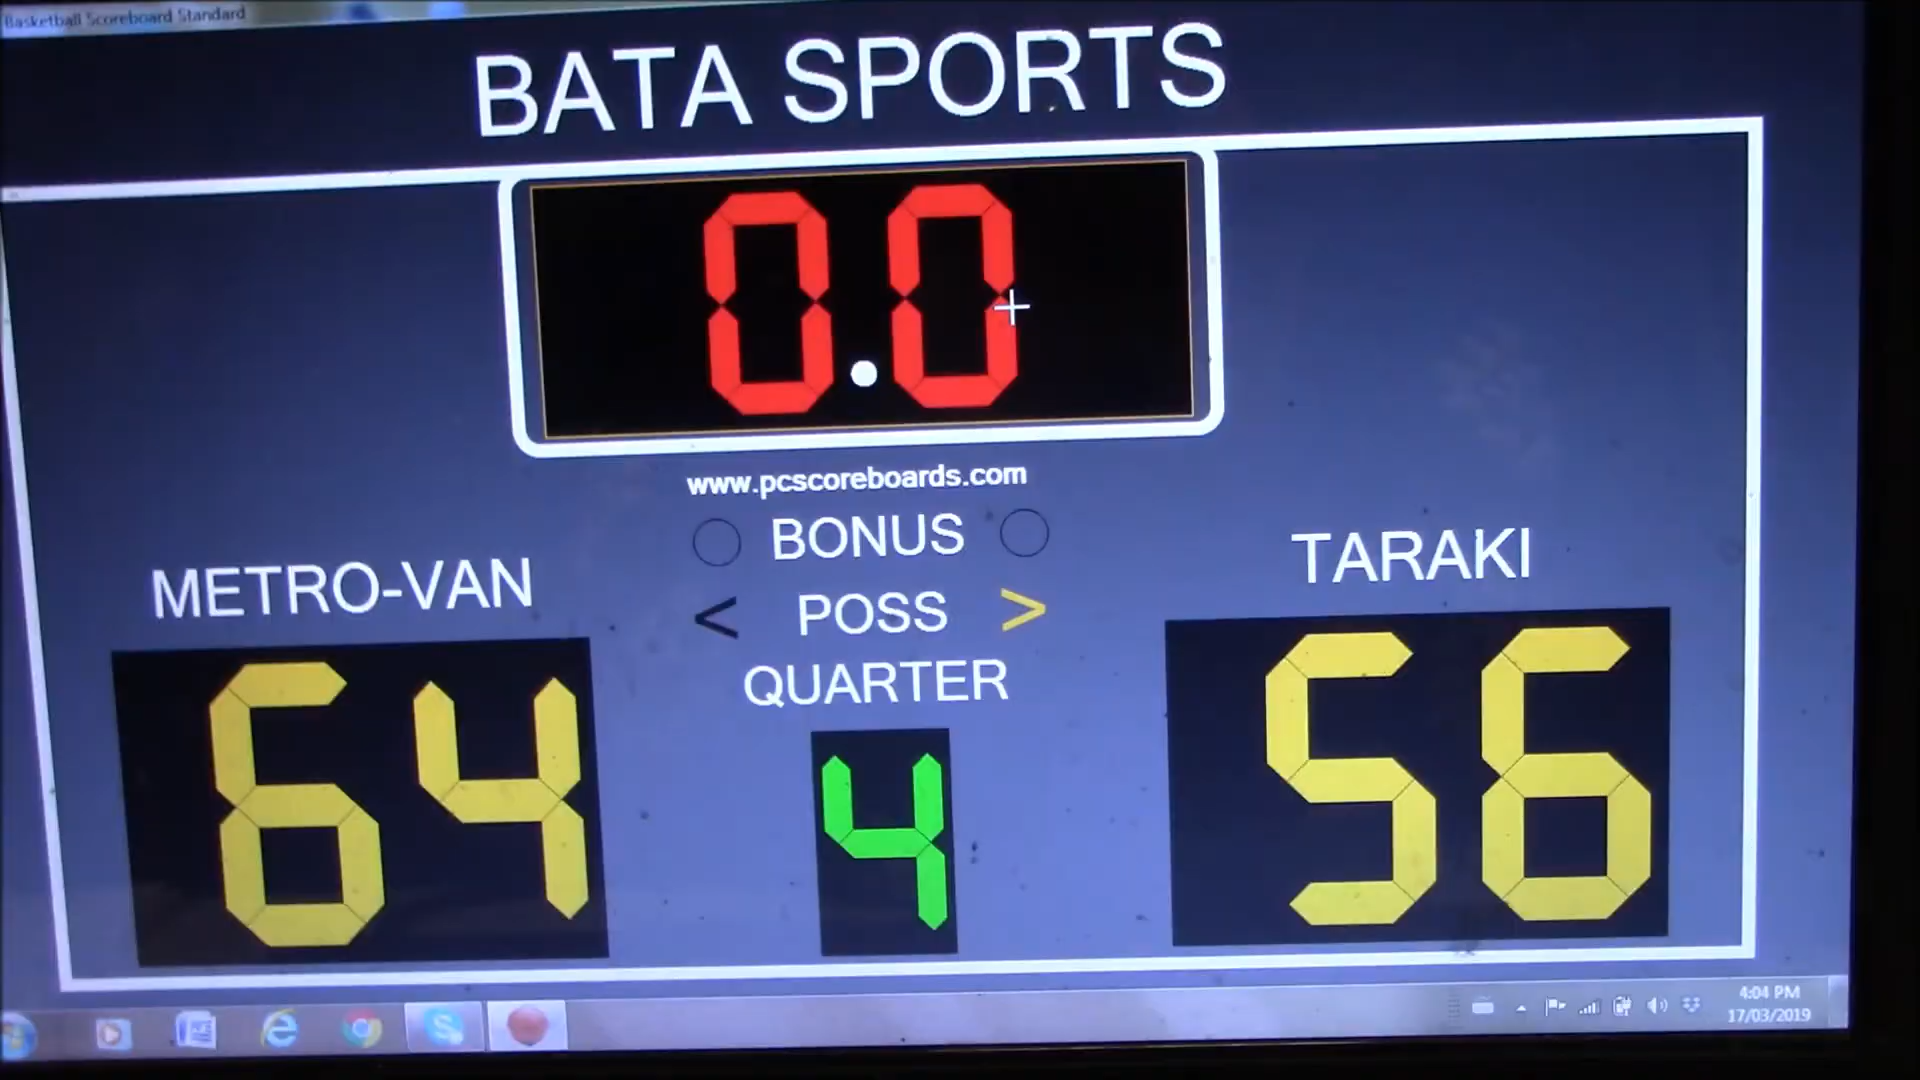 Basketball Scoreboard Standard
BATA SPORTS
0.0
www.pcscoreboards.com
BONUS
METRO-VAN
TARAKI
< POSS >
QUARTER
64
4
56
4:04 PM
17/03/2019